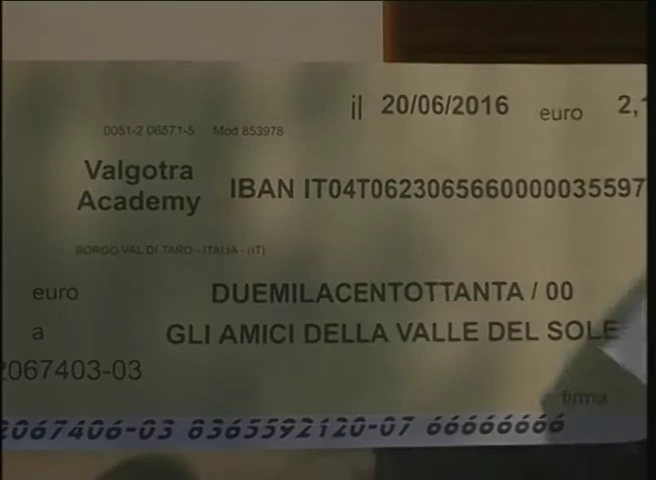 il 20/06/2016 euro 2,1
0051-2 06571-5 Mod 853978
Valgotra
Academy
IBAN IT04T0623065660000035597
BORGO VAL DI TARO - ITALIA - (IT)
euro DUEMILACENTOTTANTA / 00
a GLI AMICI DELLA VALLE DEL SOLE
2067403-03
firma
2067406-03 8365592120-07 66666666